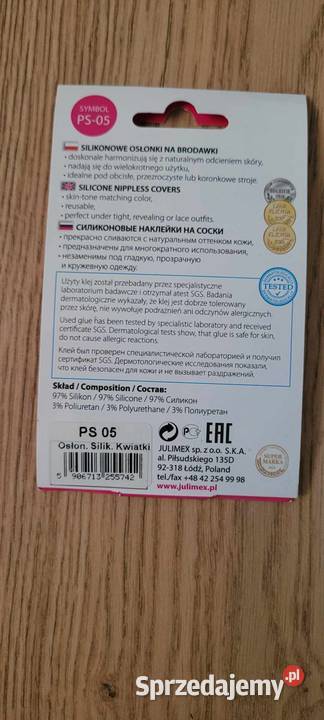 SYMBOL
PS-05
SILIKONOWE OSŁONKI NA BRODAWKI
• doskonale harmonizują się z naturalnym odcieniem skóry,
• nadają się do wielokrotnego użytku,
• idealne pod obcisłe, przezroczyste lub koronkowe stroje.
SILICONE NIPPLESS COVERS
• skin-tone matching color,
• reusable,
• perfect under tight, revealing or lace outfits.
СИЛИКОНОВЫЕ НАКЛЕЙКИ НА СОСКИ
• прекрасно сливаются с натуральным оттенком кожи,
• предназначены для многократного использования,
• незаменимы под гладкую, прозрачную
и кружевную одежду.
TESTED
Użyty klej został przebadany przez specjalistyczne
laboratorium badawcze i otrzymał atest SGS. Badania
dermatologiczne wykazały, że klej jest dobrze tolerowany
przez skórę, nie wywołuje podrażnień ani odczynów alergicznych.
Used glue has been tested by specialistic laboratory and received
certificate SGS. Dermatological tests show, that glue is safe for skin,
do not cause allergic reactions.
Клей был проверен специалистической лабораторией и получил
сертификат SGS. Дермотологические исследования показали,
что клей безопасен для кожи и не вызывает раздражений.
Skład / Composition / Состав:
97% Silikon / 97% Silicone / 97% Силикон
3% Poliuretan / 3% Polyurethane / 3% Полиуретан
PS 05
Osłon. Silik. Kwiatki
5 906713 255742
EAC
JULIMEX sp. z o.o. S.K.A.
al. Piłsudskiego 135D
92-318 Łódź, Poland
tel./fax +48 42 254 99 98
www.julimex.pl
SUPER
MARKA
Sprzedajemy.pl